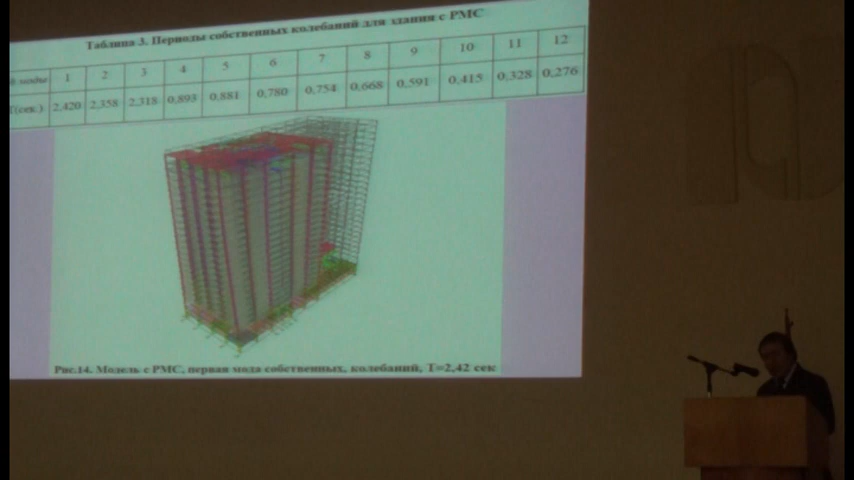 Таблица 3. Периоды собственных колебаний для здания с РМС
моды 1 2 3 4 5 6 7 8 9 10 11 12
Т(сек.) 2,420 2,358 2,318 0,893 0,881 0,780 0,754 0,668 0,591 0,415 0,328 0,276
Рис.14. Модель с РМС, первая мода собственных, колебаний, Т=2,42 сек